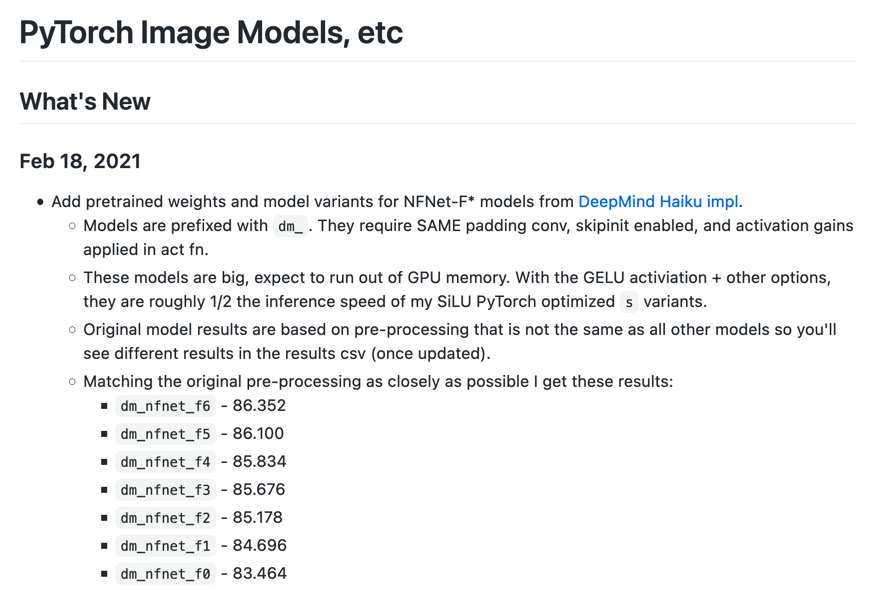 PyTorch Image Models, etc
What's New
Feb 18, 2021
Add pretrained weights and model variants for NFNet-F* models from DeepMind Haiku impl.
Models are prefixed with dm_ . They require SAME padding conv, skipinit enabled, and activation gains
applied in act fn.
These models are big, expect to run out of GPU memory. With the GELU activiation + other options,
they are roughly 1/2 the inference speed of my SiLU PyTorch optimized s variants.
Original model results are based on pre-processing that is not the same as all other models so you'll
see different results in the results csv (once updated).
Matching the original pre-processing as closely as possible I get these results:
dm_nfnet_f6 - 86.352
dm_nfnet_f5 - 86.100
dm_nfnet_f4 - 85.834
dm_nfnet_f3 - 85.676
dm_nfnet_f2 - 85.178
dm_nfnet_f1 - 84.696
dm_nfnet_f0 - 83.464